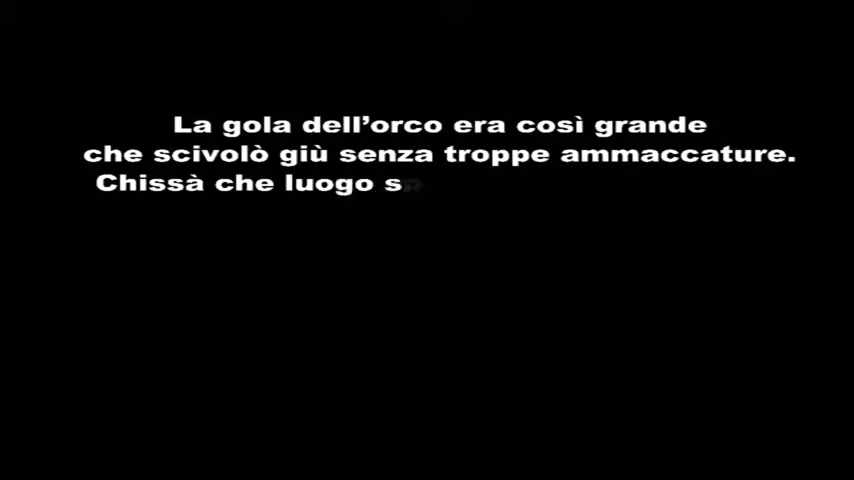 La gola dell’orco era così grande
che scivolò giù senza troppe ammaccature.
Chissà che luogo s